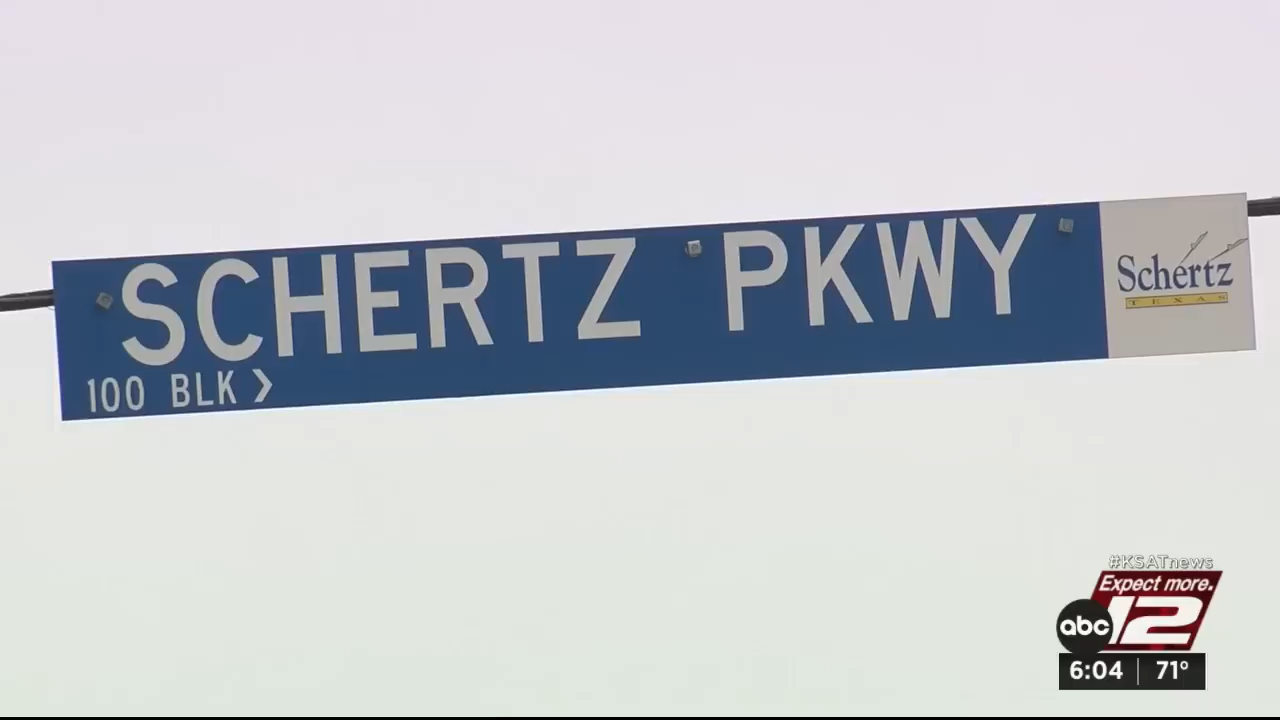 SCHERTZ PKWY
100 BLK >
Schertz
TEXAS
#KSATnews
Expect more.
abc 12
6:04 71°